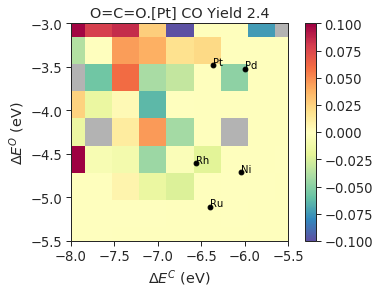 O=C=O.[Pt] CO Yield 2.4
−3.0
−3.5
−4.0
−4.5
−5.0
−5.5
ΔE^O (eV)
Pt
Pd
Rh
Ni
Ru
−8.0 −7.5 −7.0 −6.5 −6.0 −5.5
ΔE^C (eV)
0.100
0.075
0.050
0.025
0.000
−0.025
−0.050
−0.075
−0.100